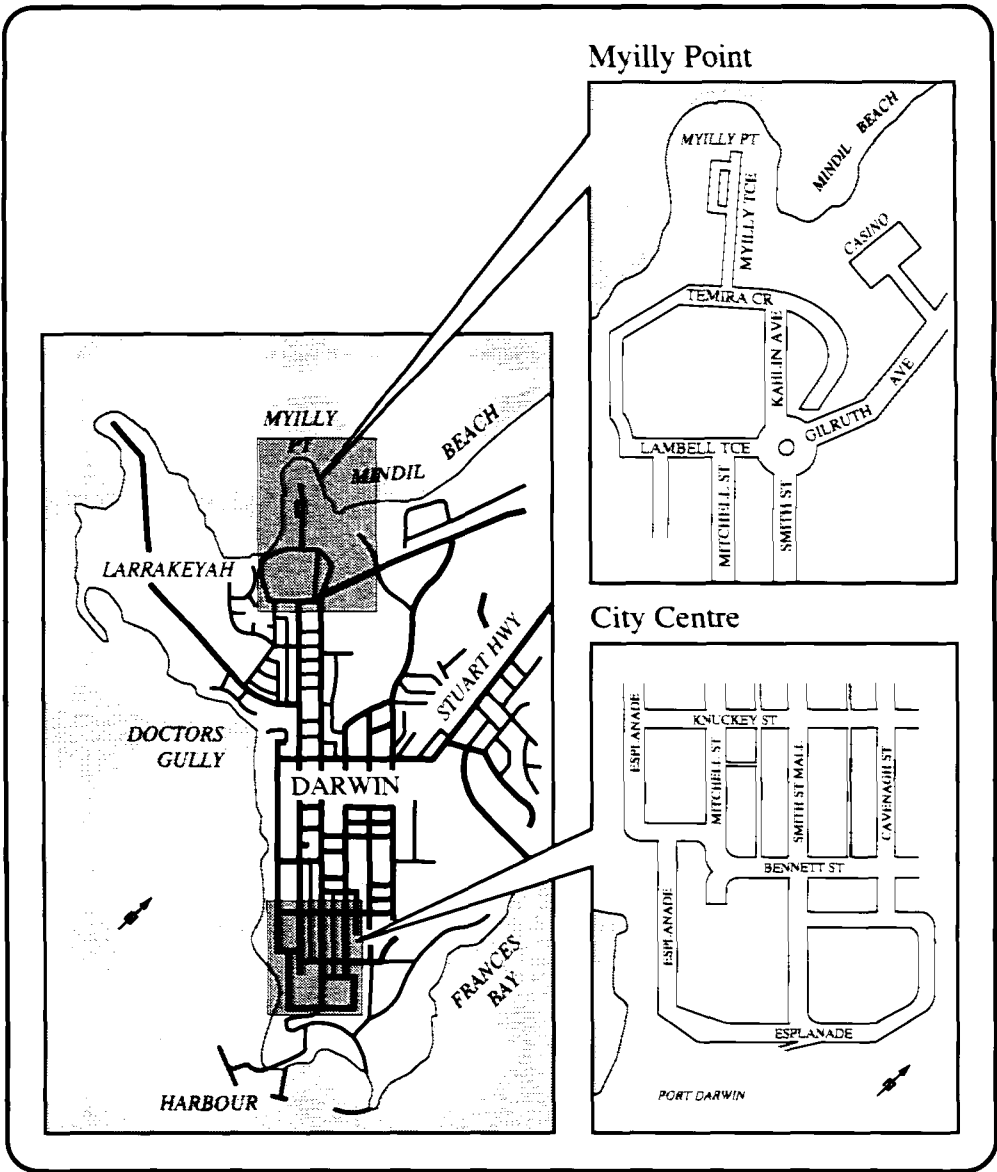 Myilly Point
MYILLY PT
MINDIL BEACH
MYILLY TCE
CASINO
TEMIRA CR
KAHLIN AVE
GILRUTH AVE
LAMBELL TCE
MITCHELL ST
SMITH ST
MYILLY
PT
MINDIL BEACH
LARRAKEYAH
STUART HWY
DOCTORS
GULLY
DARWIN
FRANCES
BAY
HARBOUR
City Centre
ESPLANADE
KNUCKEY ST
MITCHELL ST
SMITH ST MALL
CAVENAGH ST
BENNETT ST
ESPLANADE
ESPLANADE
PORT DARWIN